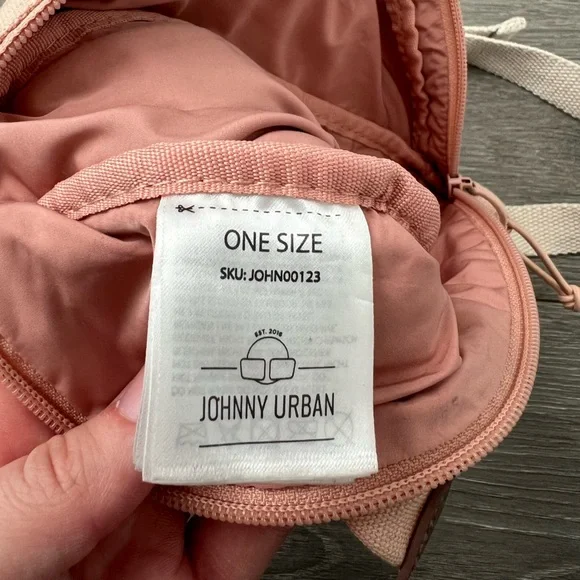 ONE SIZE
SKU: JOHN00123
EST. 2016
JOHNNY URBAN